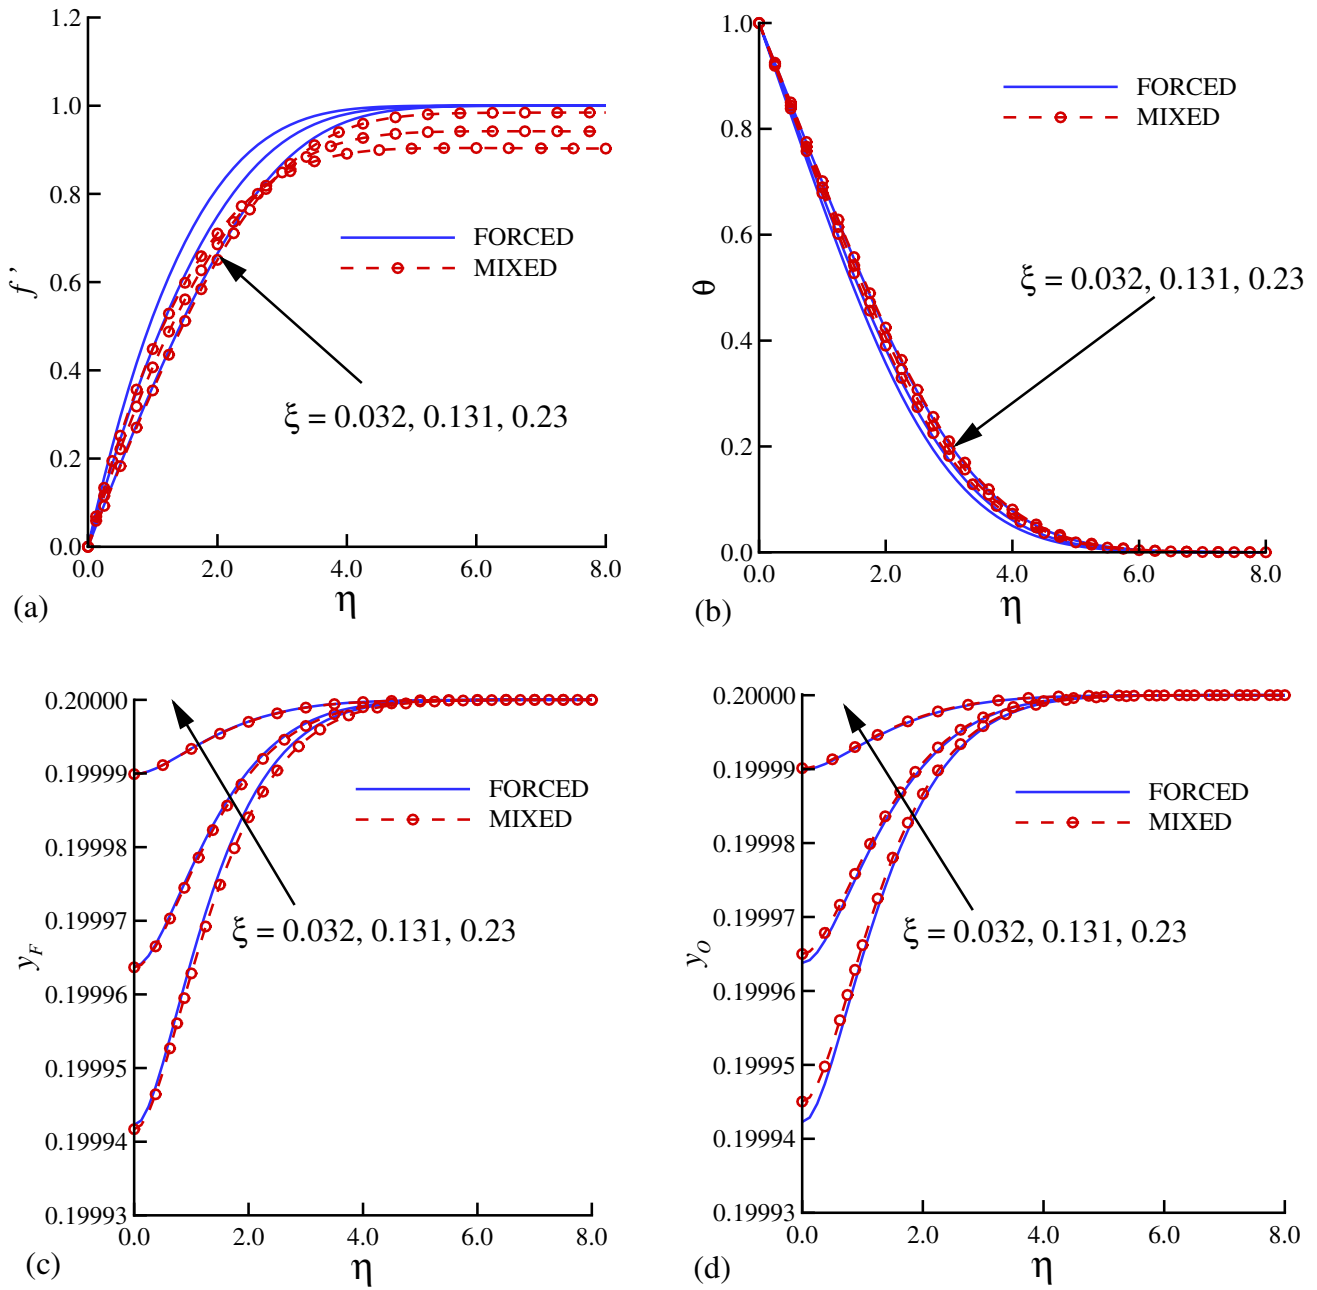 1.2
1.0
0.8
0.6
0.4
0.2
0.0
f’
FORCED
MIXED
ξ = 0.032, 0.131, 0.23
0.0 2.0 4.0 6.0 8.0
η
(a)
1.0
0.8
0.6
0.4
0.2
0.0
θ
FORCED
MIXED
ξ = 0.032, 0.131, 0.23
0.0 2.0 4.0 6.0 8.0
η
(b)
0.20000
0.19999
0.19998
0.19997
0.19996
0.19995
0.19994
0.19993
y_F
FORCED
MIXED
ξ = 0.032, 0.131, 0.23
0.0 2.0 4.0 6.0 8.0
η
(c)
0.20000
0.19999
0.19998
0.19997
0.19996
0.19995
0.19994
0.19993
y_O
FORCED
MIXED
ξ = 0.032, 0.131, 0.23
0.0 2.0 4.0 6.0 8.0
η
(d)